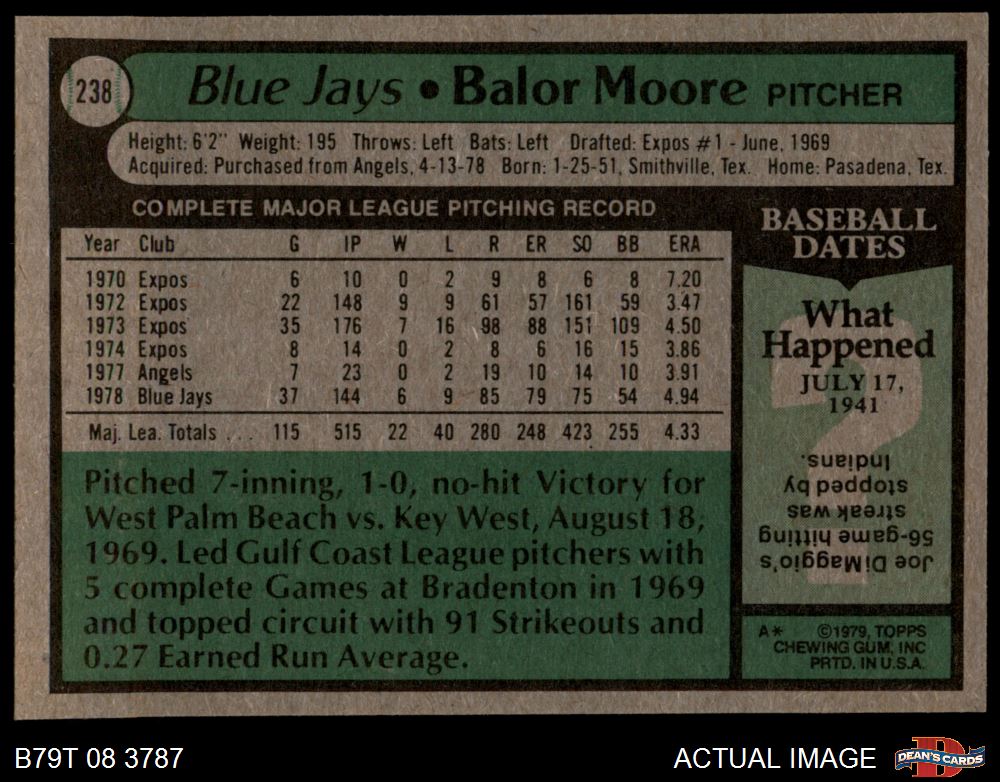 238
Blue Jays • Balor Moore PITCHER
Height: 6'2" Weight: 195 Throws: Left Bats: Left Drafted: Expos #1 - June, 1969
Acquired: Purchased from Angels, 4-13-78 Born: 1-25-51, Smithville, Tex. Home: Pasadena, Tex.
COMPLETE MAJOR LEAGUE PITCHING RECORD
Year Club G IP W L R ER SO BB ERA
1970 Expos 6 10 0 2 9 8 6 8 7.20
1972 Expos 22 148 9 9 61 57 161 59 3.47
1973 Expos 35 176 7 16 98 88 151 109 4.50
1974 Expos 8 14 0 2 8 6 16 15 3.86
1977 Angels 7 23 0 2 19 10 14 10 3.91
1978 Blue Jays 37 144 6 9 85 79 75 54 4.94
Maj. Lea. Totals . . . 115 515 22 40 280 248 423 255 4.33
Pitched 7-inning, 1-0, no-hit Victory for
West Palm Beach vs. Key West, August 18,
1969. Led Gulf Coast League pitchers with
5 complete Games at Bradenton in 1969
and topped circuit with 91 Strikeouts and
0.27 Earned Run Average.
BASEBALL
DATES
What
Happened
JULY 17,
1941
?
Joe DiMaggio's
56-game hitting
streak was
stopped by
Indians.
A* ©1979, TOPPS
CHEWING GUM, INC
PRTD. IN U.S.A.
B79T 08 3787
ACTUAL IMAGE
D
DEAN'S CARDS